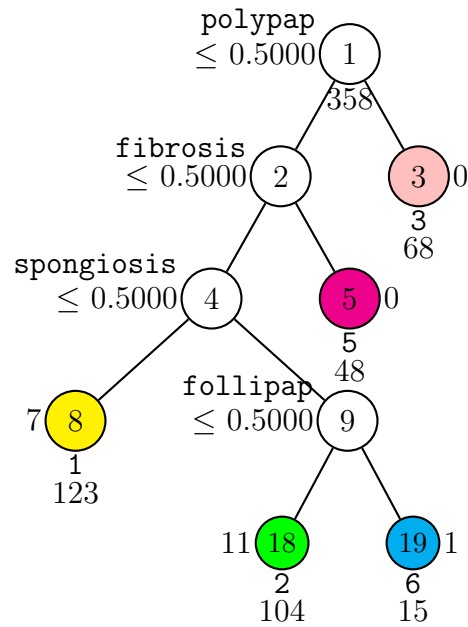 polypap
≤ 0.5000 1
358
fibrosis
≤ 0.5000 2
3 0
3
68
spongiosis
≤ 0.5000 4
5 0
5
48
7 8
1
123
follipap
≤ 0.5000 9
11 18
2
104
19 1
6
15